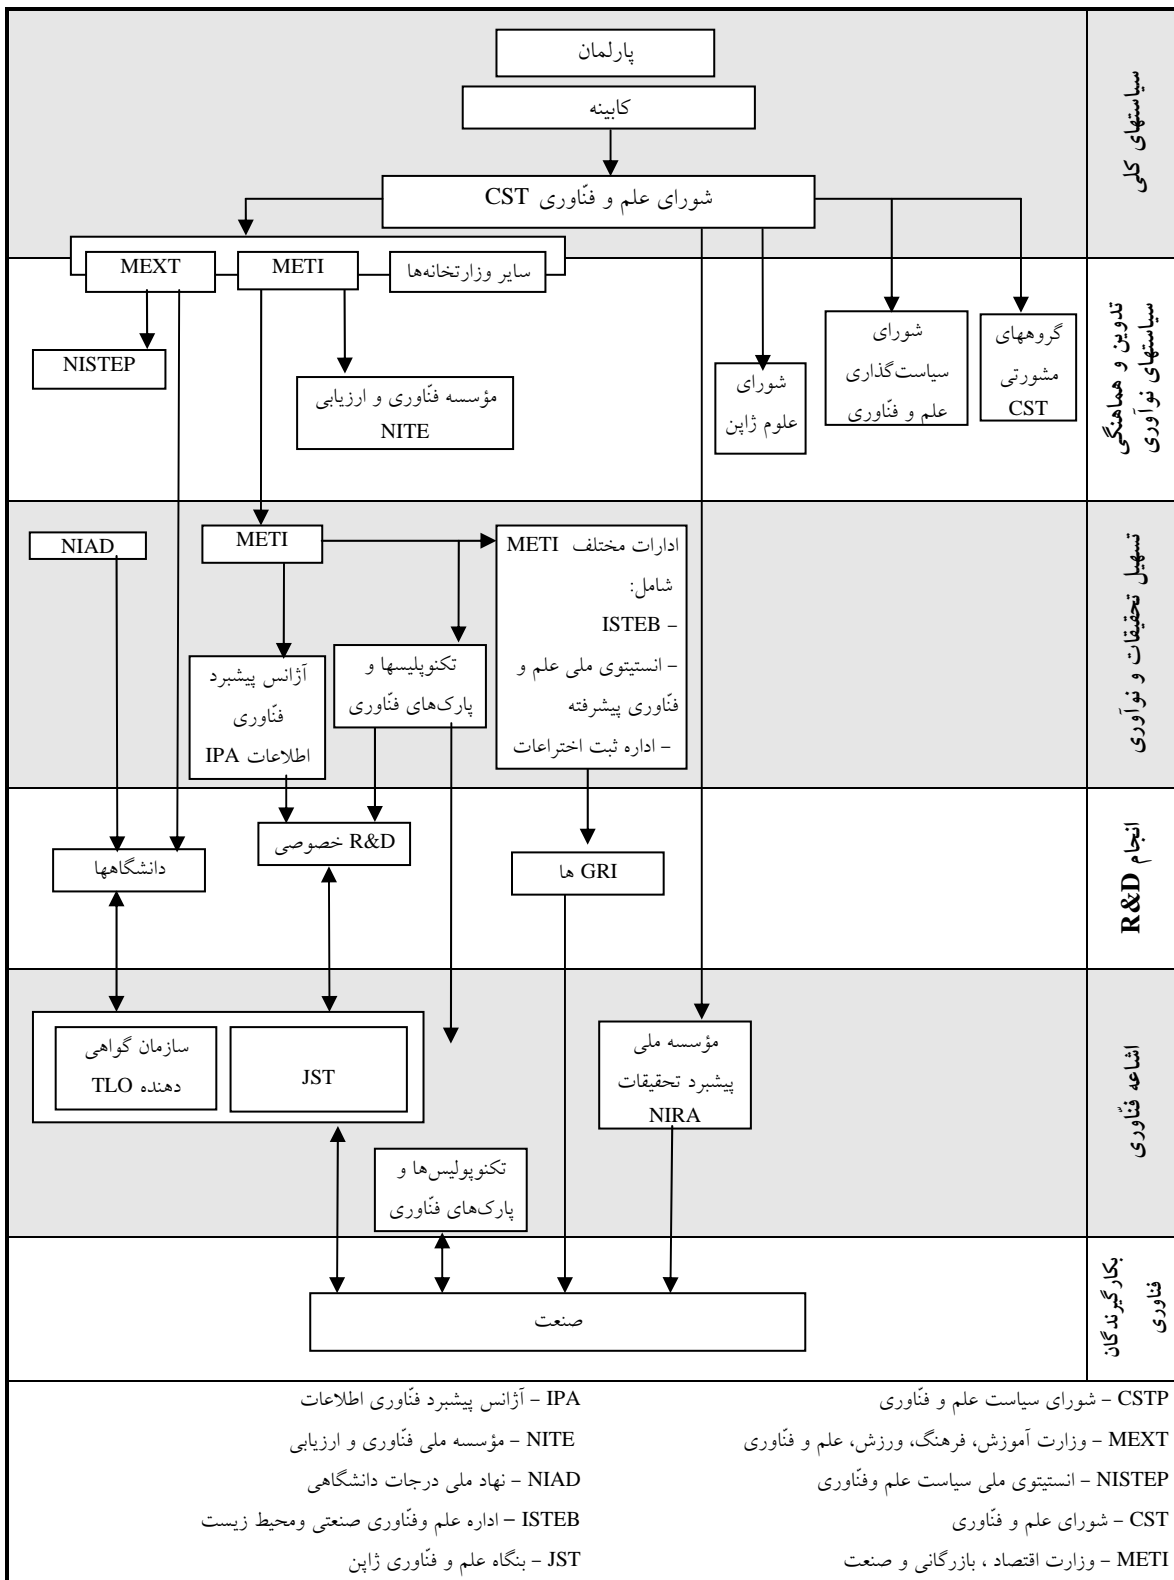 سیاستهای کلی
پارلمان
کابینه
شورای علم و فنّاوری CST
تدوین و هماهنگی
سیاستهای نوآوری
MEXT
METI
سایر وزارتخانه‌ها
گروههای
مشورتی
CST
شورای
سیاست‌گذاری
علم و فنّاوری
شورای
علوم ژاپن
مؤسسه فنّاوری و ارزیابی
NITE
NISTEP
تسهیل تحقیقات و نوآوری
ادارات مختلف METI
شامل:
– ISTEB
– انستیتوی ملی علم و
فنّاوری پیشرفته
– اداره ثبت اختراعات
METI
NIAD
تکنوپلیسها و
پارک‌های فنّاوری
آژانس پیشبرد
فنّاوری
اطلاعات IPA
انجام R&D
GRI ها
R&D خصوصی
دانشگاهها
اشاعه فنّاوری
مؤسسه ملی
پیشبرد تحقیقات
NIRA
JST
سازمان گواهی
دهنده TLO
تکنوپولیس‌ها و
پارک‌های فنّاوری
بکارگیرندگان
فناوری
صنعت
CSTP – شورای سیاست علم و فنّاوری
MEXT – وزارت آموزش، فرهنگ، ورزش، علم و فنّاوری
NISTEP – انستیتوی ملی سیاست علم وفنّاوری
CST – شورای علم و فنّاوری
METI – وزارت اقتصاد ، بازرگانی و صنعت
IPA – آژانس پیشبرد فنّاوری اطلاعات
NITE – مؤسسه ملی فنّاوری و ارزیابی
NIAD – نهاد ملی درجات دانشگاهی
ISTEB – اداره علم وفنّاوری صنعتی ومحیط زیست
JST – بنگاه علم و فنّاوری ژاپن